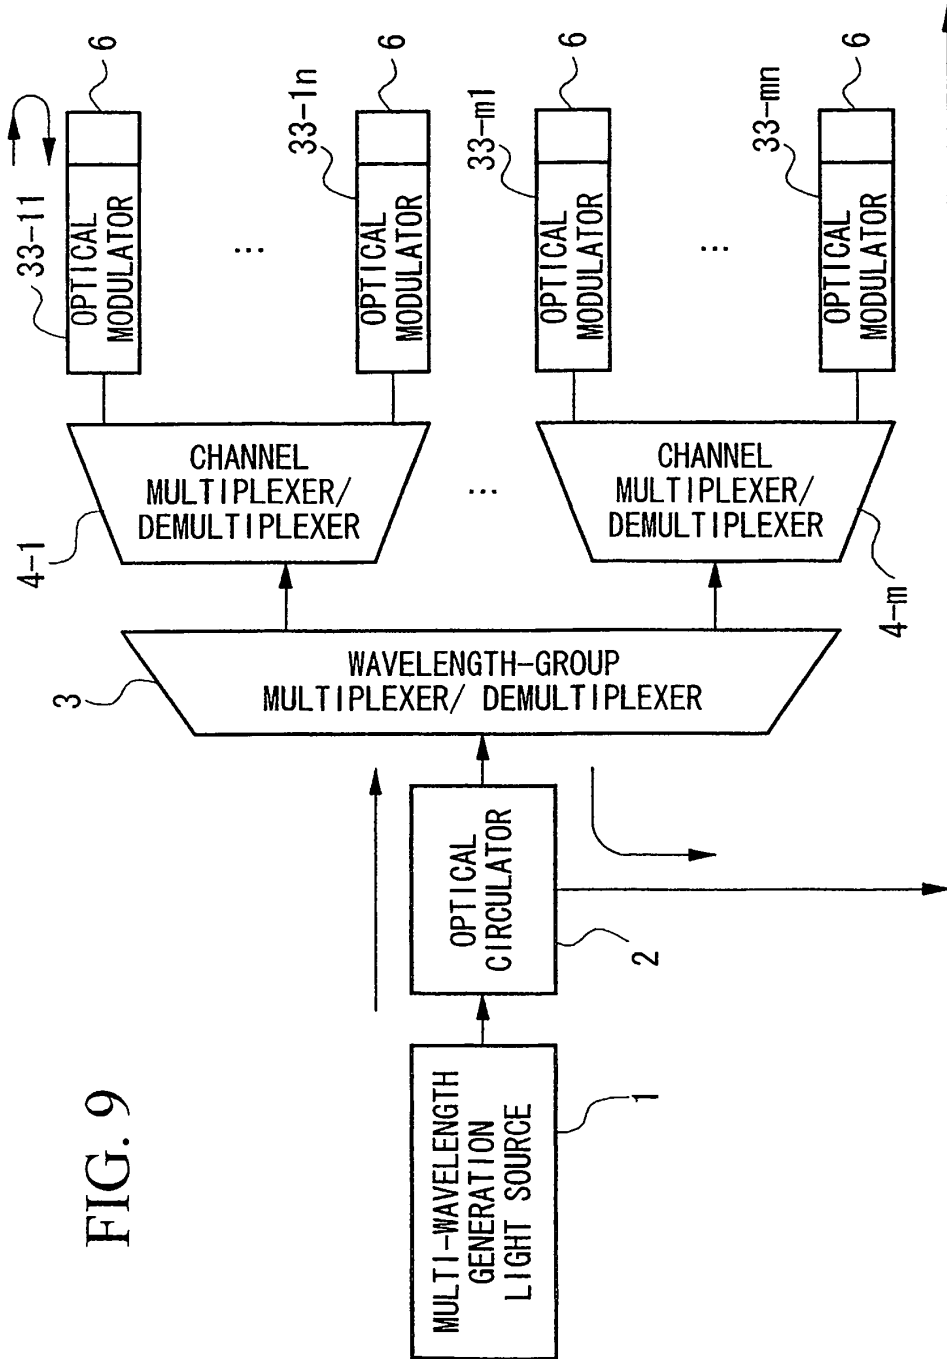 FIG. 9
MULTI-WAVELENGTH
GENERATION
LIGHT SOURCE
1
OPTICAL
CIRCULATOR
2
WAVELENGTH-GROUP
MULTIPLEXER/ DEMULTIPLEXER
3
CHANNEL
MULTIPLEXER/
DEMULTIPLEXER
4-1
...
CHANNEL
MULTIPLEXER/
DEMULTIPLEXER
4-m
OPTICAL
MODULATOR
33-11
6
...
OPTICAL
MODULATOR
33-1n
6
OPTICAL
MODULATOR
33-m1
6
...
OPTICAL
MODULATOR
33-mn
6